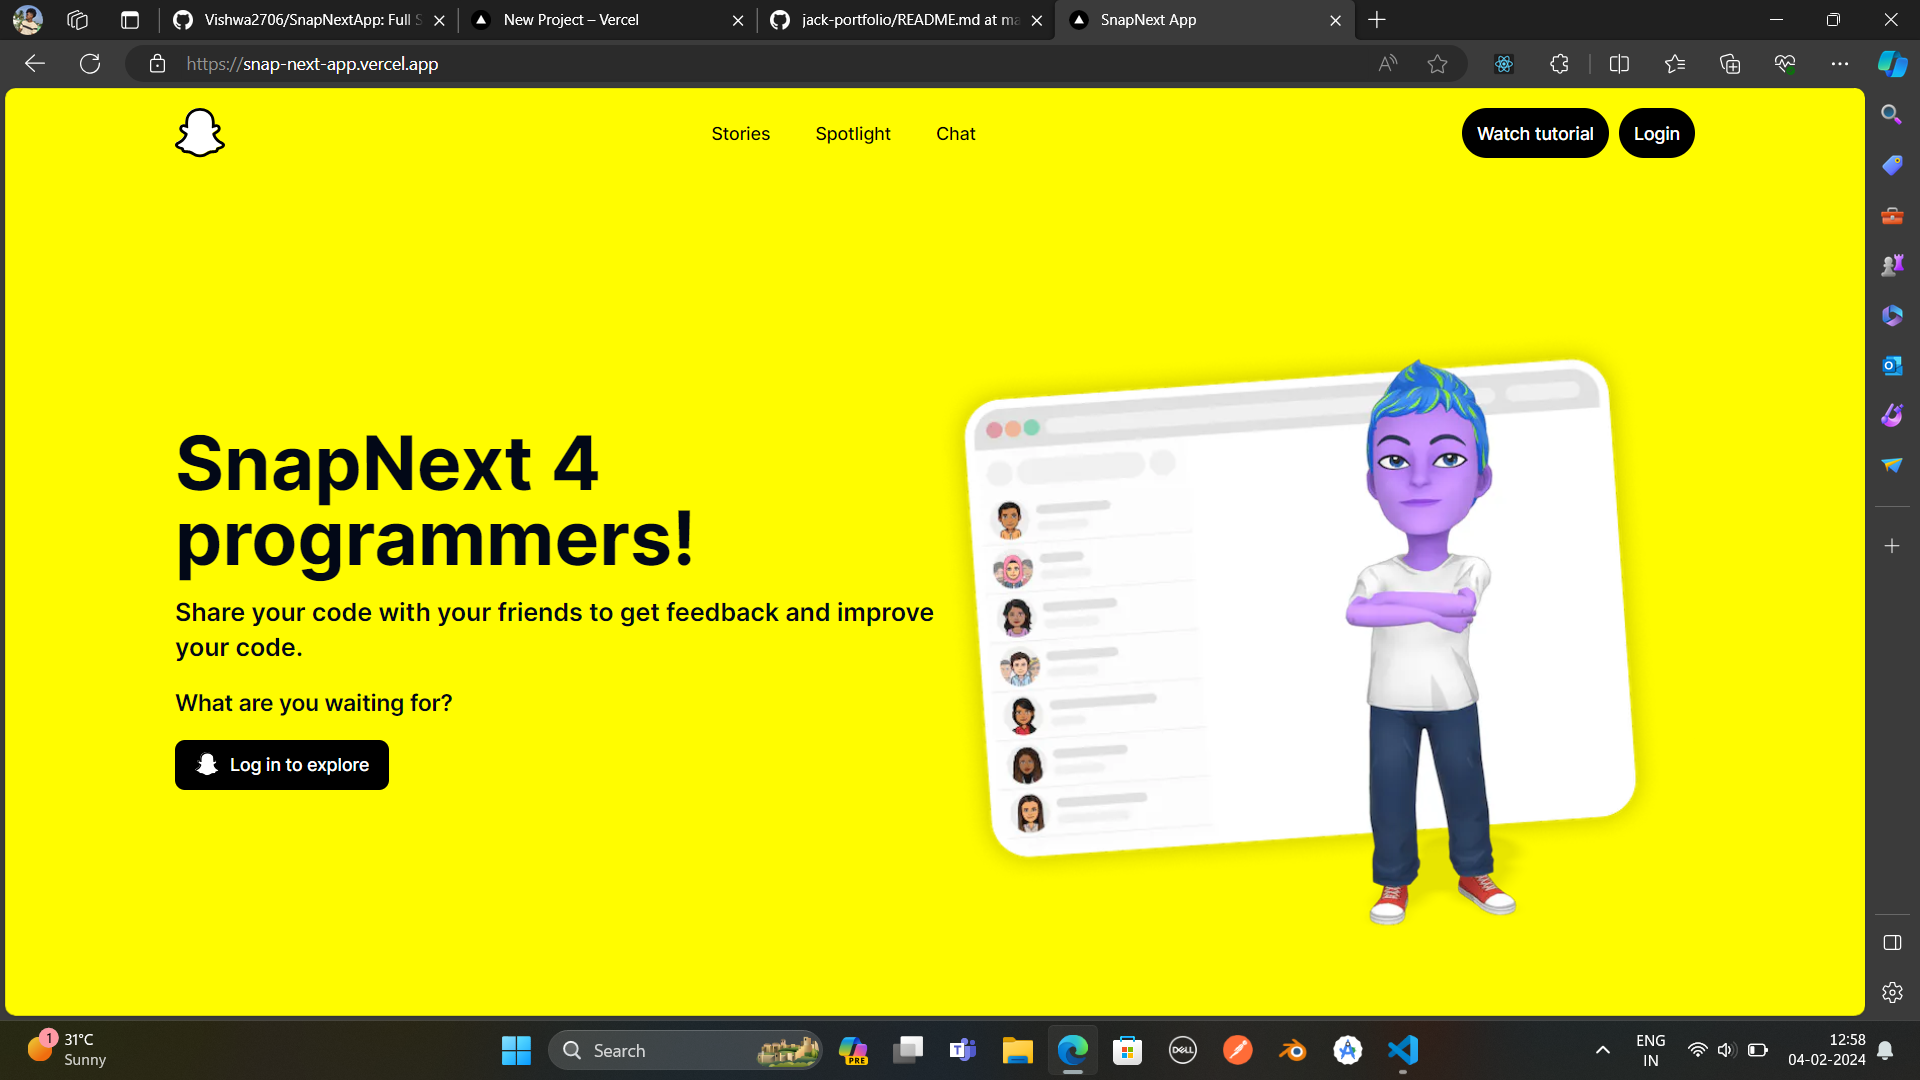 Vishwa2706/SnapNextApp: Full S
New Project – Vercel
jack-portfolio/README.md at ma
SnapNext App
https://snap-next-app.vercel.app
Stories
Spotlight
Chat
Watch tutorial
Login
SnapNext 4
programmers!
Share your code with your friends to get feedback and improve
your code.
What are you waiting for?
Log in to explore
1
31°C
Sunny
Search
PRE
DELL
ENG
IN
12:58
04-02-2024